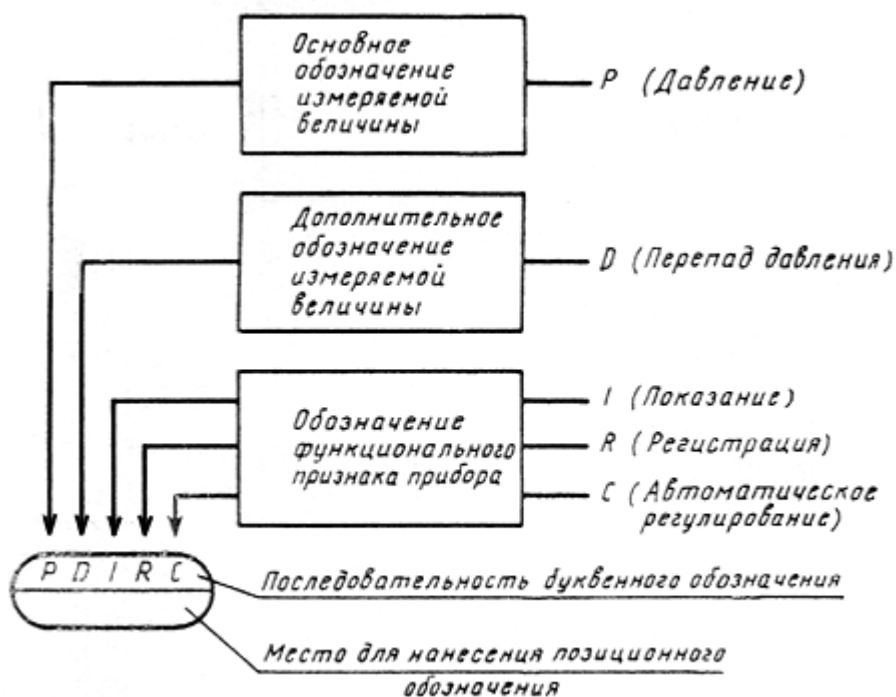 Основное
обозначение
измеряемой
величины
P (Давление)
Дополнительное
обозначение
измеряемой
величины
D (Перепад давления)
Обозначение
функционального
признака прибора
I (Показание)
R (Регистрация)
C (Автоматическое
регулирование)
P D I R C
Последовательность буквенного обозначения
Место для нанесения позиционного
обозначения